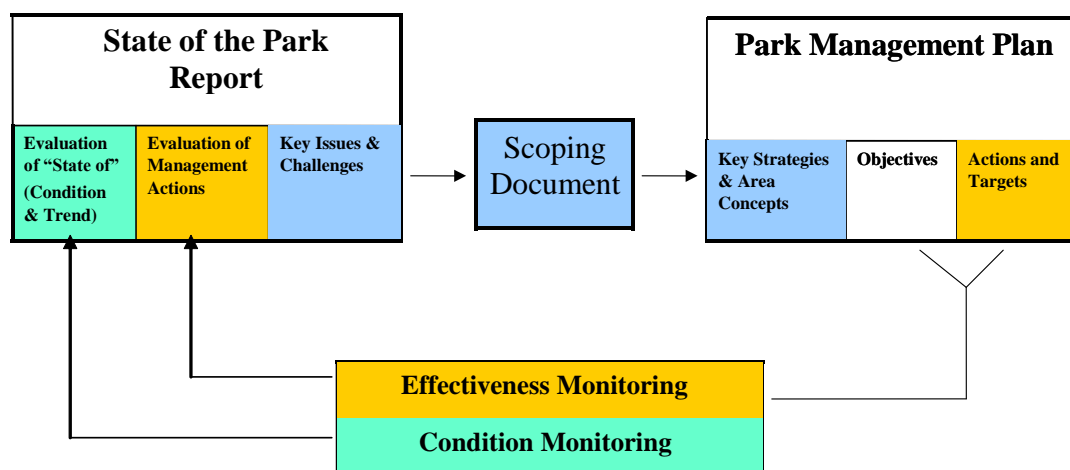 State of the Park
Report
Evaluation
of “State of”
(Condition
& Trend)
Evaluation of
Management
Actions
Key Issues &
Challenges
Scoping
Document
Park Management Plan
Key Strategies
& Area
Concepts
Objectives
Actions and
Targets
Effectiveness Monitoring
Condition Monitoring